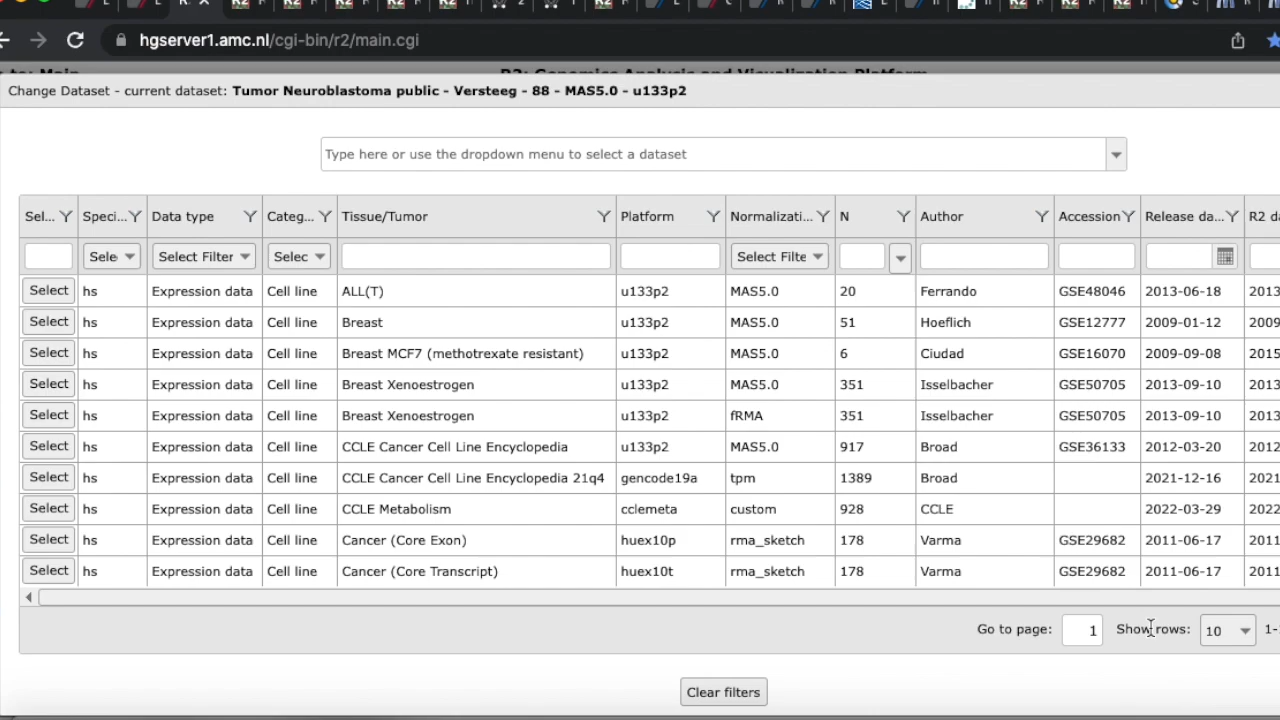 hgserver1.amc.nl/cgi-bin/r2/main.cgi
Change Dataset - current dataset: Tumor Neuroblastoma public - Versteeg - 88 - MAS5.0 - u133p2
Type here or use the dropdown menu to select a dataset
Sel... Speci... Data type Categ... Tissue/Tumor Platform Normalizati... N Author Accession Release da... R2 d
Sele Select Filter Selec Select Filte
Select hs Expression data Cell line ALL(T) u133p2 MAS5.0 20 Ferrando GSE48046 2013-06-18 2013
Select hs Expression data Cell line Breast u133p2 MAS5.0 51 Hoeflich GSE12777 2009-01-12 2009
Select hs Expression data Cell line Breast MCF7 (methotrexate resistant) u133p2 MAS5.0 6 Ciudad GSE16070 2009-09-08 2015
Select hs Expression data Cell line Breast Xenoestrogen u133p2 MAS5.0 351 Isselbacher GSE50705 2013-09-10 2013
Select hs Expression data Cell line Breast Xenoestrogen u133p2 fRMA 351 Isselbacher GSE50705 2013-09-10 2013
Select hs Expression data Cell line CCLE Cancer Cell Line Encyclopedia u133p2 MAS5.0 917 Broad GSE36133 2012-03-20 2012
Select hs Expression data Cell line CCLE Cancer Cell Line Encyclopedia 21q4 gencode19a tpm 1389 Broad 2021-12-16 2021
Select hs Expression data Cell line CCLE Metabolism cclemeta custom 928 CCLE 2022-03-29 2022
Select hs Expression data Cell line Cancer (Core Exon) huex10p rma_sketch 178 Varma GSE29682 2011-06-17 2011
Select hs Expression data Cell line Cancer (Core Transcript) huex10t rma_sketch 178 Varma GSE29682 2011-06-17 2011
Go to page: 1 Show rows: 10 1-
Clear filters